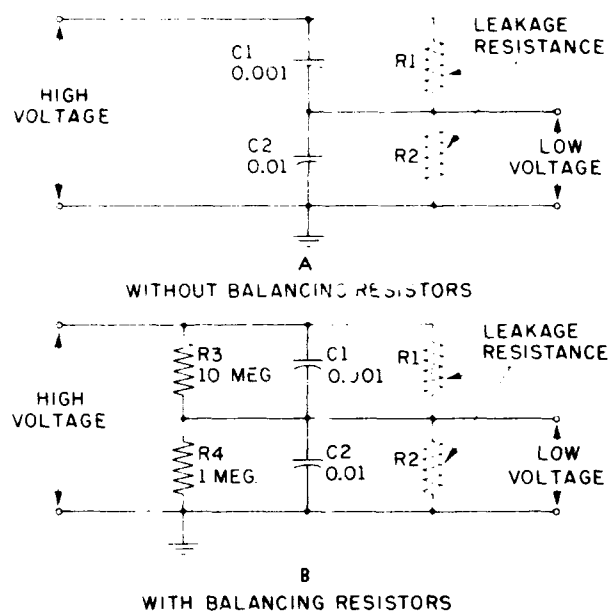 C1
0.001
R1
LEAKAGE
RESISTANCE
HIGH
VOLTAGE
C2
0.01
R2
LOW
VOLTAGE
A
WITHOUT BALANCING RESISTORS
R3
10 MEG
C1
0.001
R1
LEAKAGE
RESISTANCE
HIGH
VOLTAGE
R4
1 MEG.
C2
0.01
R2
LOW
VOLTAGE
B
WITH BALANCING RESISTORS